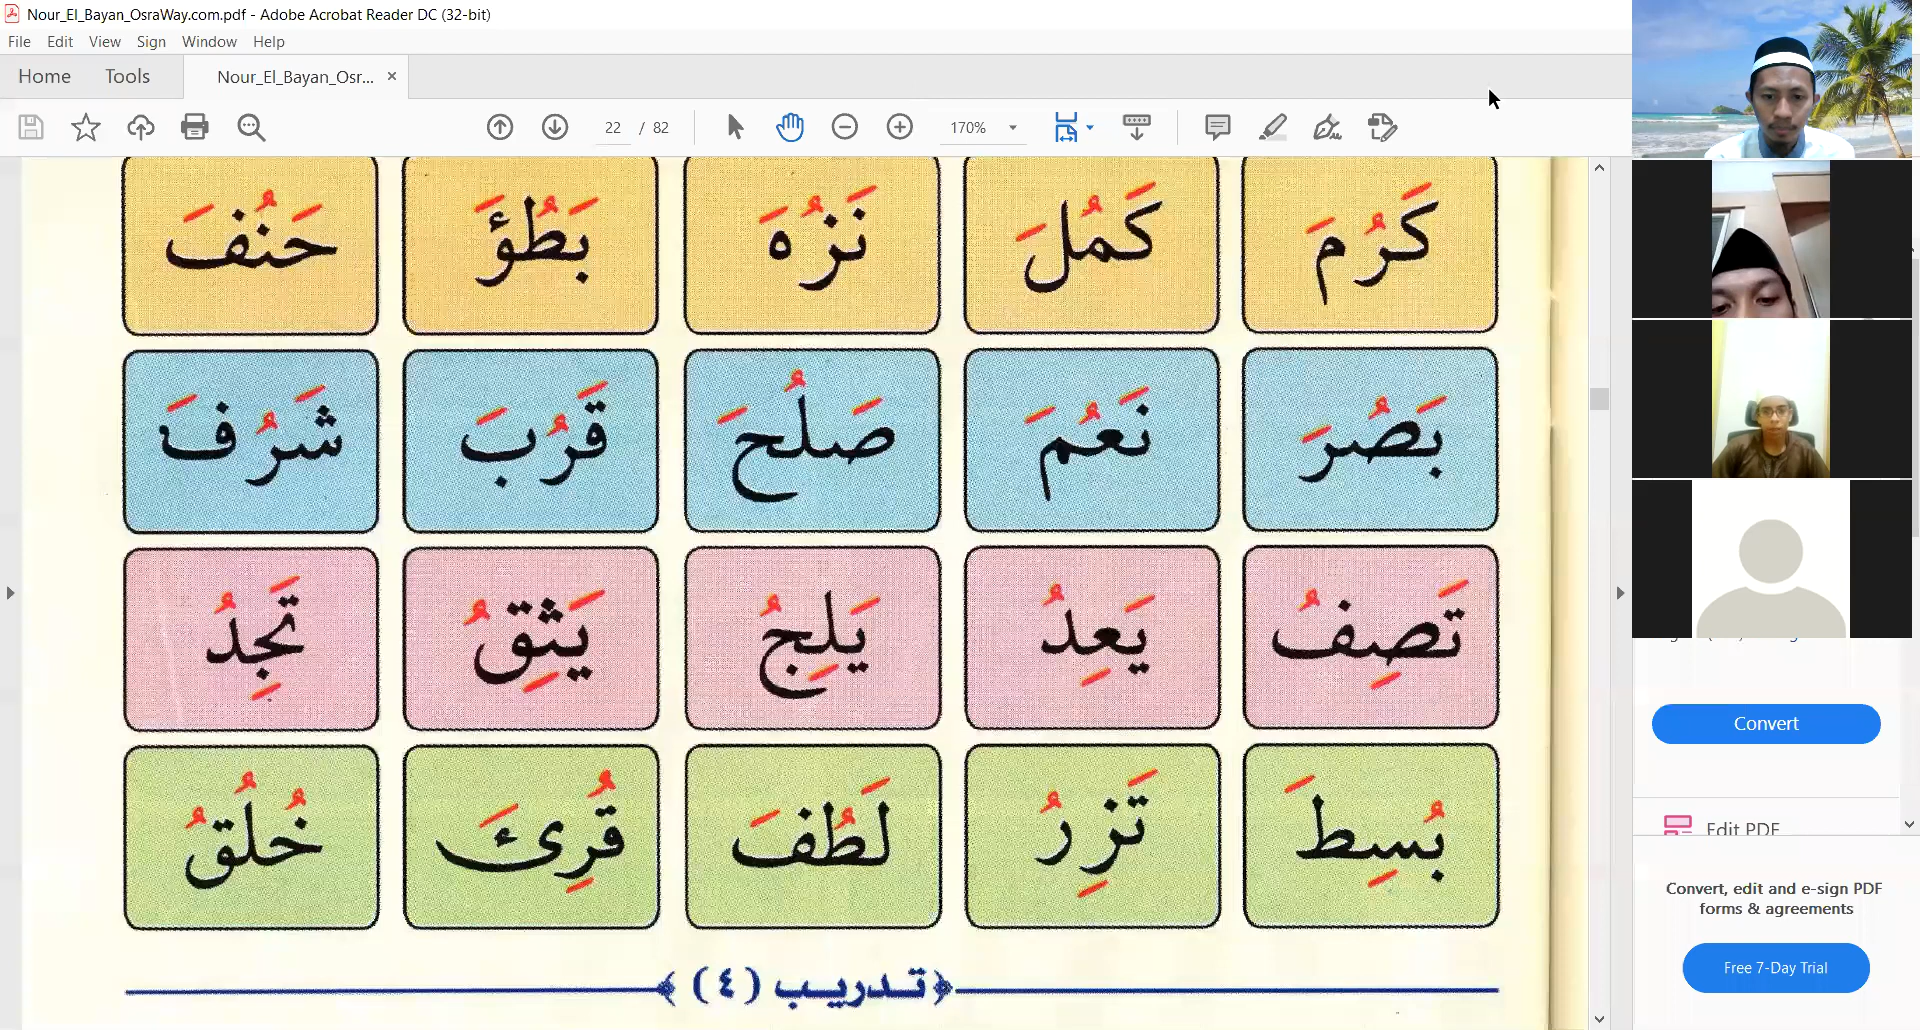 Nour_El_Bayan_OsraWay.com.pdf - Adobe Acrobat Reader DC (32-bit)
File Edit View Sign Window Help
Home Tools Nour_El_Bayan_Osr... ×
22 / 82 170%
كَرُمَ كَمُلَ نَزُهَ بَطُؤَ حَنُفَ
بَصُرَ نَعُمَ صَلُحَ قَرُبَ شَرُفَ
تَصِفُ يَعِدُ يَلِجُ يَثِقُ تَجِدُ
بُسِطَ تَزِرُ لَطُفَ قُرِئَ خُلُقُ
تدريب (٤)
Convert
Edit PDF
Convert, edit and e-sign PDF
forms & agreements
Free 7-Day Trial